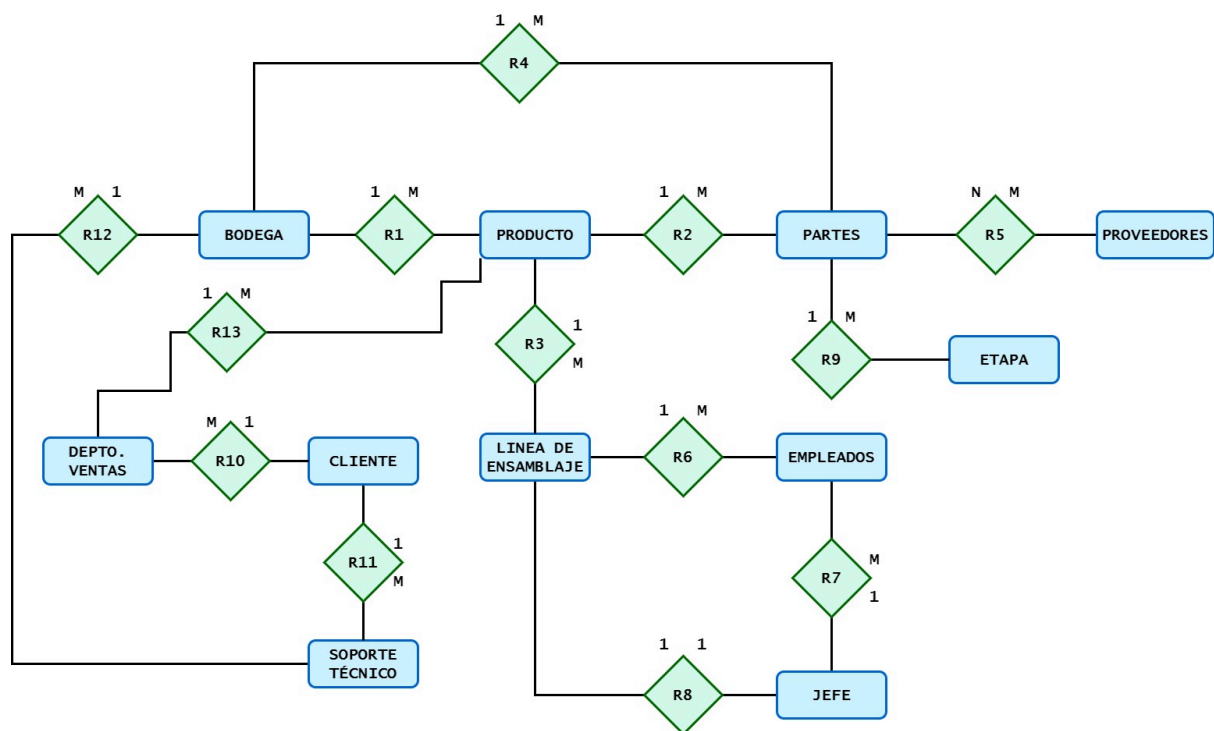 1 M
R4
M 1
R12
BODEGA
1 M
R1
PRODUCTO
1 M
R2
PARTES
N M
R5
PROVEEDORES
1 M
R13
R3
1
M
1 M
R9
ETAPA
DEPTO.
VENTAS
M 1
R10
CLIENTE
LINEA DE
ENSAMBLAJE
1 M
R6
EMPLEADOS
R11
1
M
R7
M
1
SOPORTE
TÉCNICO
1 1
R8
JEFE